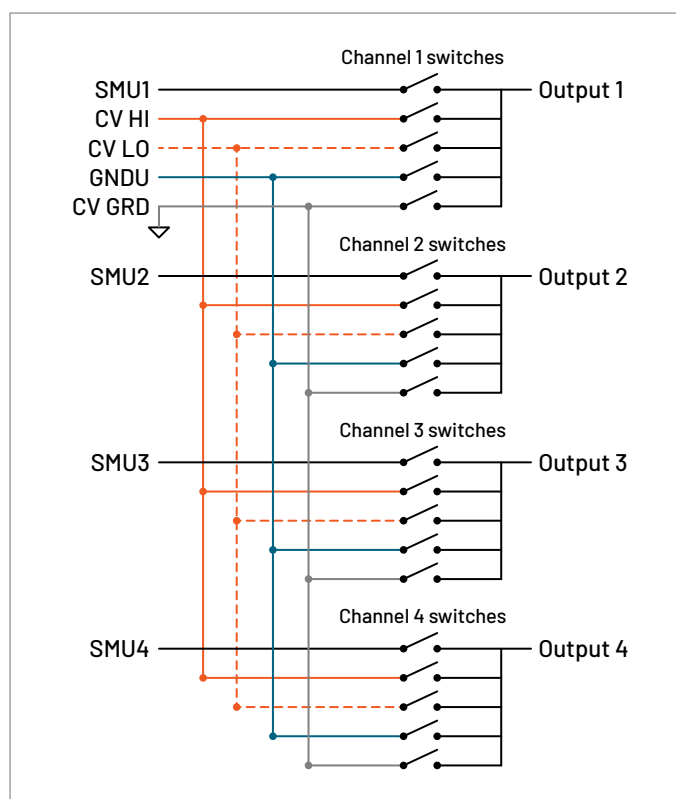 Channel 1 switches
SMU1
Output 1
CV HI
CV LO
GNDU
CV GRD
Channel 2 switches
SMU2
Output 2
Channel 3 switches
SMU3
Output 3
Channel 4 switches
SMU4
Output 4